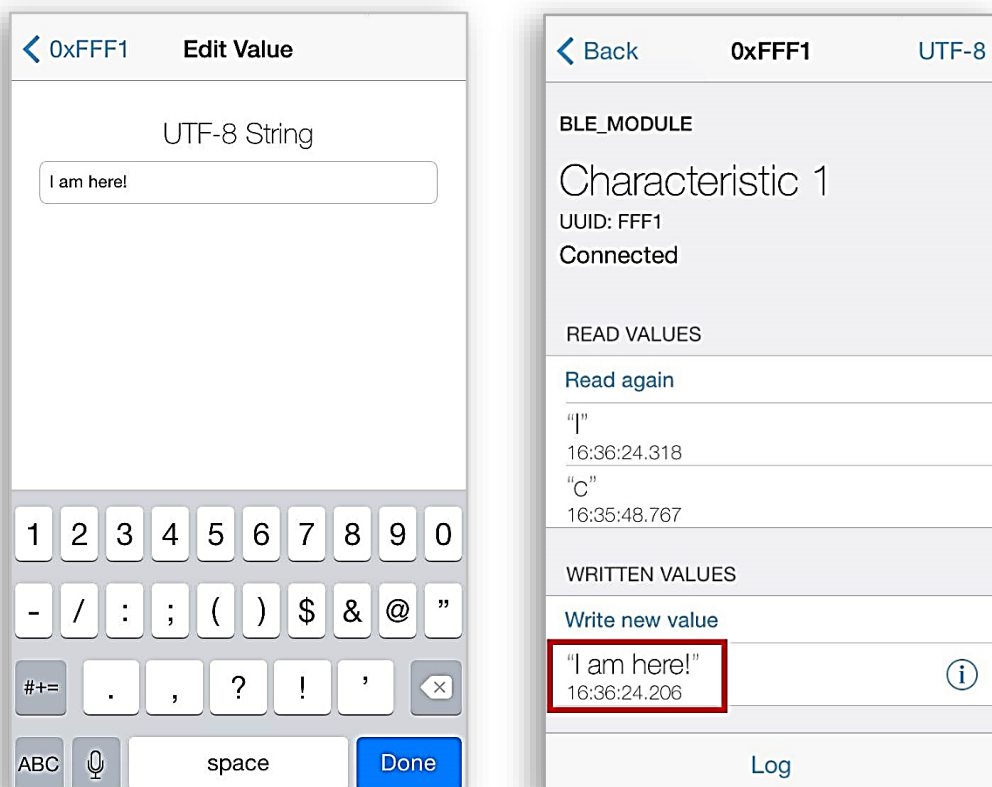 0xFFF1 Edit Value
UTF-8 String
I am here!
1 2 3 4 5 6 7 8 9 0
- / : ; ( ) $ & @ ”
#+= . , ? ! ’
ABC space Done
Back 0xFFF1 UTF-8
BLE_MODULE
Characteristic 1
UUID: FFF1
Connected
READ VALUES
Read again
“I”
16:36:24.318
“C”
16:35:48.767
WRITTEN VALUES
Write new value
“I am here!”
16:36:24.206
Log